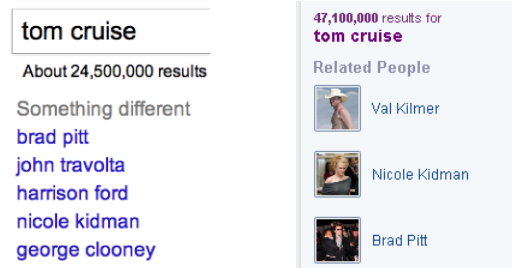 tom cruise
About 24,500,000 results
Something different
brad pitt
john travolta
harrison ford
nicole kidman
george clooney
47,100,000 results for
tom cruise
Related People
Val Kilmer
Nicole Kidman
Brad Pitt